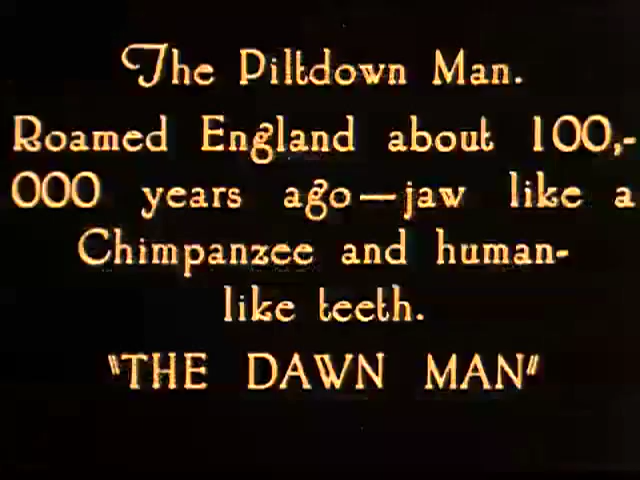 The Piltdown Man.
Roamed England about 100,-
000 years ago—jaw like a
Chimpanzee and human-
like teeth.
"THE DAWN MAN"